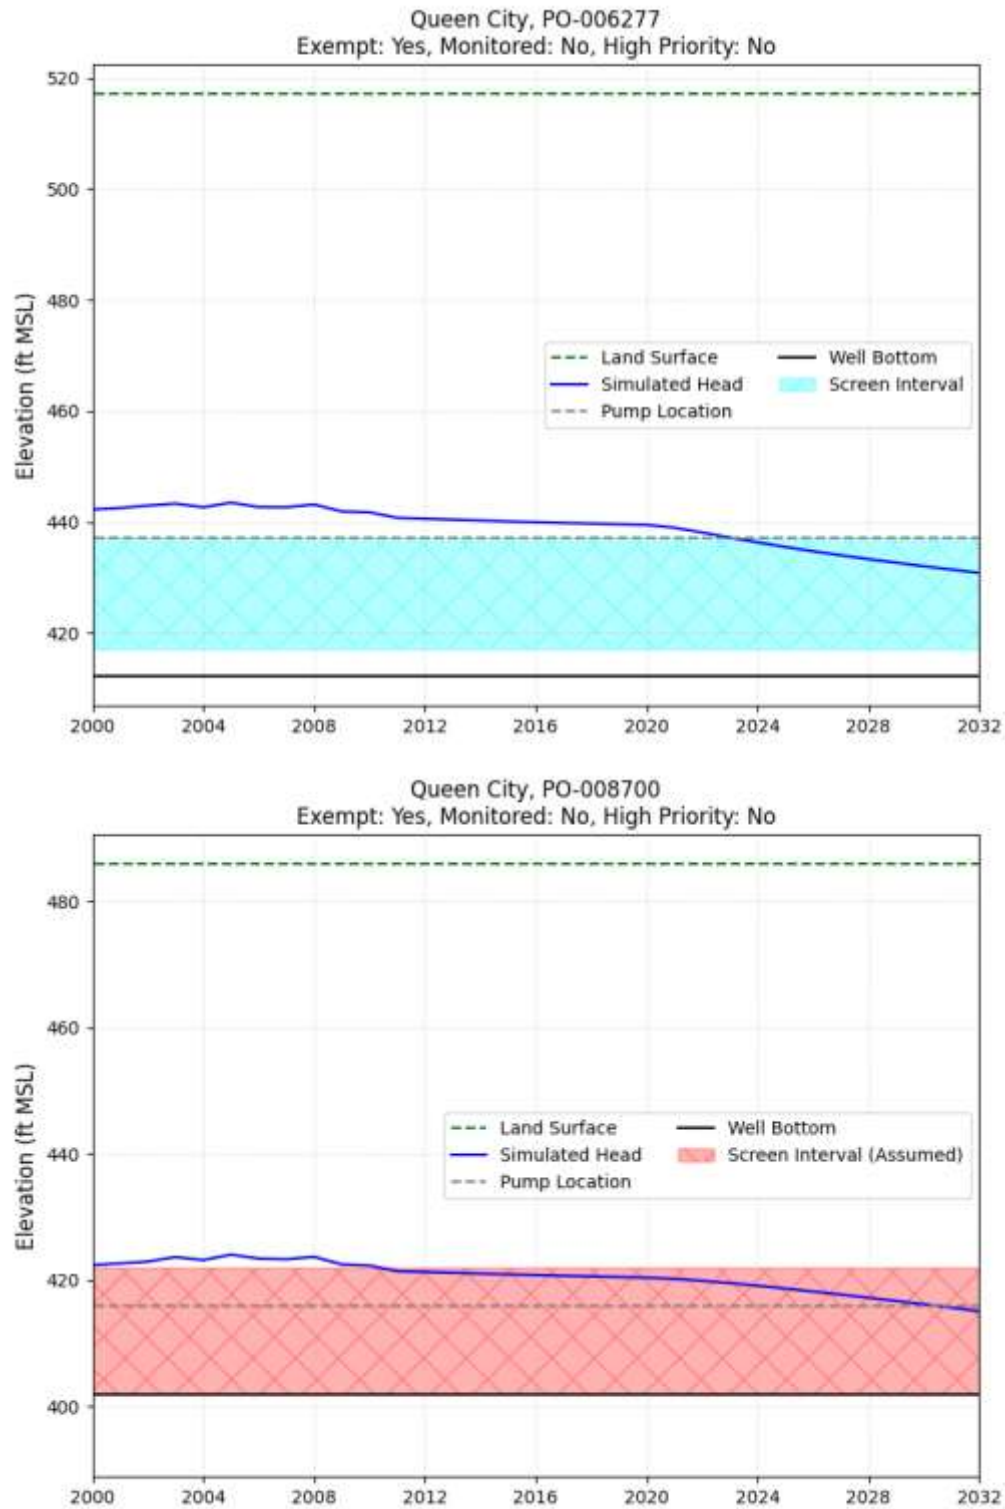 Queen City, PO-006277
Exempt: Yes, Monitored: No, High Priority: No
520
500
480
460
440
420
Elevation (ft MSL)
Land Surface
Simulated Head
Pump Location
Well Bottom
Screen Interval
2000 2004 2008 2012 2016 2020 2024 2028 2032
Queen City, PO-008700
Exempt: Yes, Monitored: No, High Priority: No
480
460
440
420
400
Elevation (ft MSL)
Land Surface
Simulated Head
Pump Location
Well Bottom
Screen Interval (Assumed)
2000 2004 2008 2012 2016 2020 2024 2028 2032